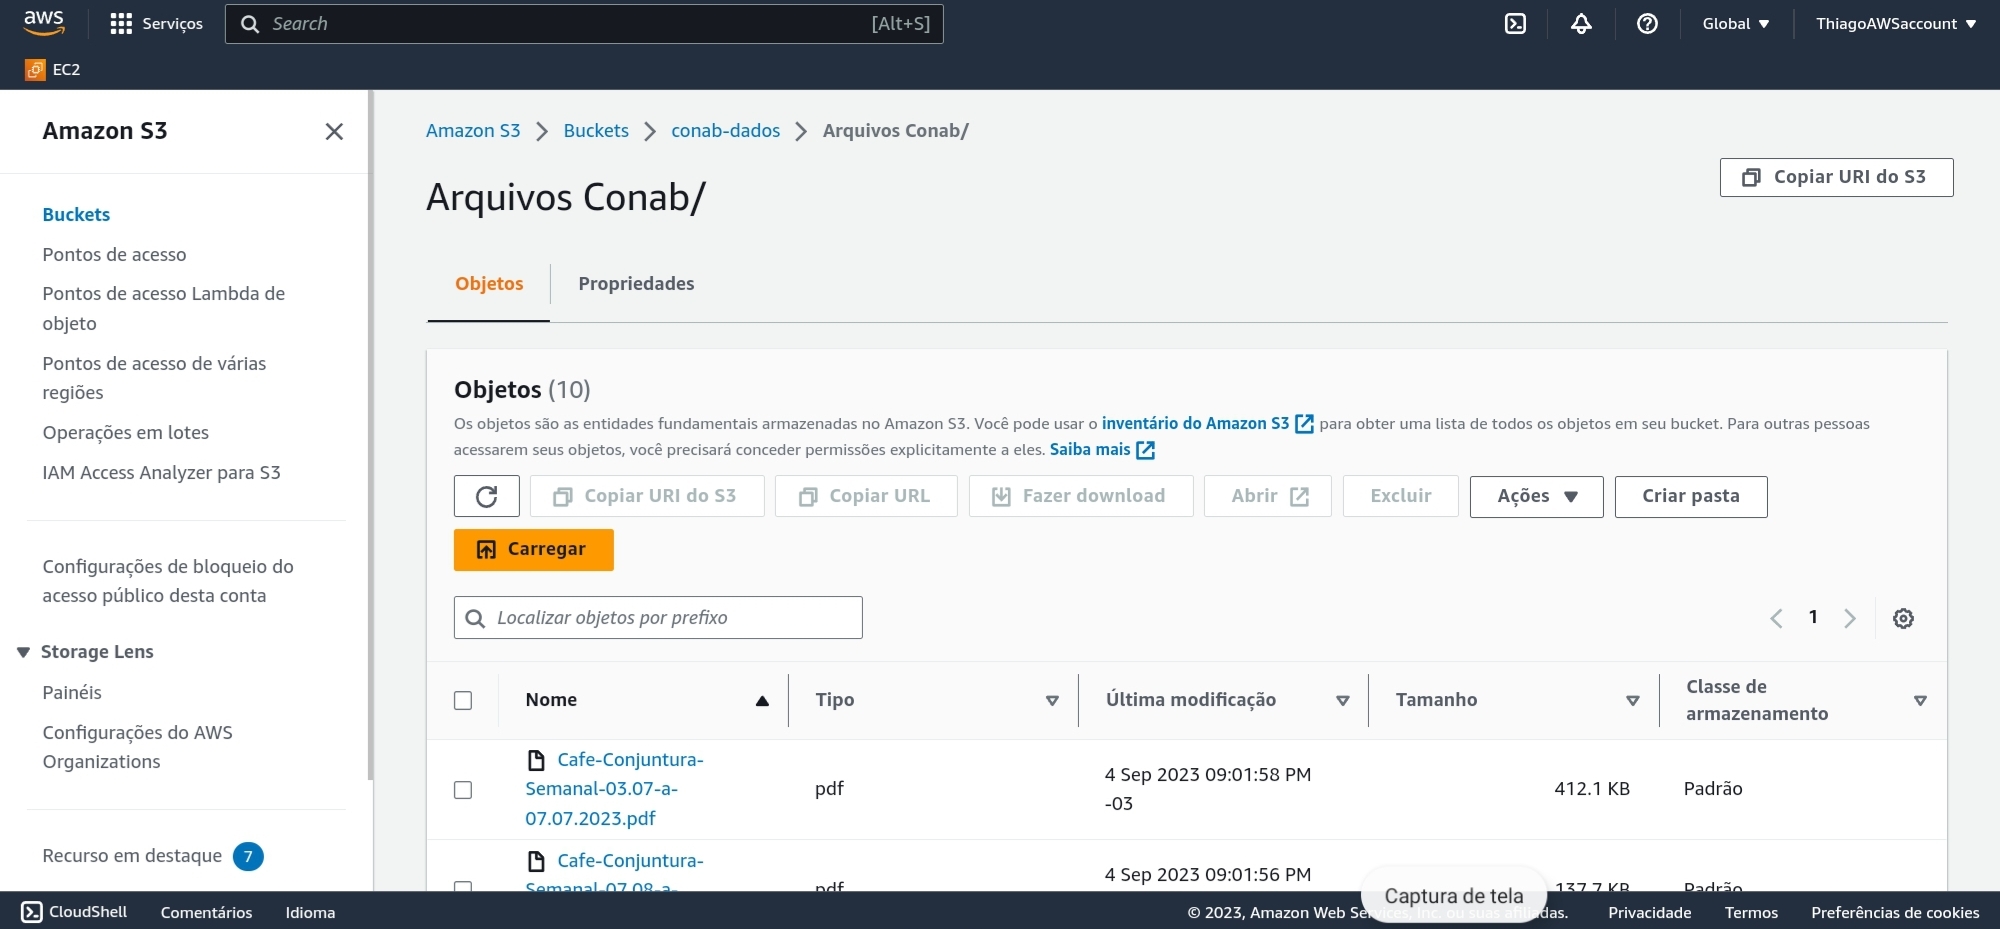 aws
Serviços
Search
[Alt+S]
Global
ThiagoAWSaccount
EC2
Amazon S3
Buckets
Pontos de acesso
Pontos de acesso Lambda de
objeto
Pontos de acesso de várias
regiões
Operações em lotes
IAM Access Analyzer para S3
Configurações de bloqueio do
acesso público desta conta
Storage Lens
Painéis
Configurações do AWS
Organizations
Recurso em destaque 7
Amazon S3
Buckets
conab-dados
Arquivos Conab/
Arquivos Conab/
Copiar URI do S3
Objetos
Propriedades
Objetos (10)
Os objetos são as entidades fundamentais armazenadas no Amazon S3. Você pode usar o inventário do Amazon S3 para obter uma lista de todos os objetos em seu bucket. Para outras pessoas
acessarem seus objetos, você precisará conceder permissões explicitamente a eles. Saiba mais
Copiar URI do S3
Copiar URL
Fazer download
Abrir
Excluir
Ações
Criar pasta
Carregar
Localizar objetos por prefixo
1
Nome
Tipo
Última modificação
Tamanho
Classe de
armazenamento
Cafe-Conjuntura-
Semanal-03.07-a-
07.07.2023.pdf
pdf
4 Sep 2023 09:01:58 PM
-03
412.1 KB
Padrão
Cafe-Conjuntura-
Semanal-07.08-a-
pdf
4 Sep 2023 09:01:56 PM
137.7 KB
Padrão
Captura de tela
CloudShell
Comentários
Idioma
© 2023, Amazon Web Services, Inc. ou suas afiliadas.
Privacidade
Termos
Preferências de cookies